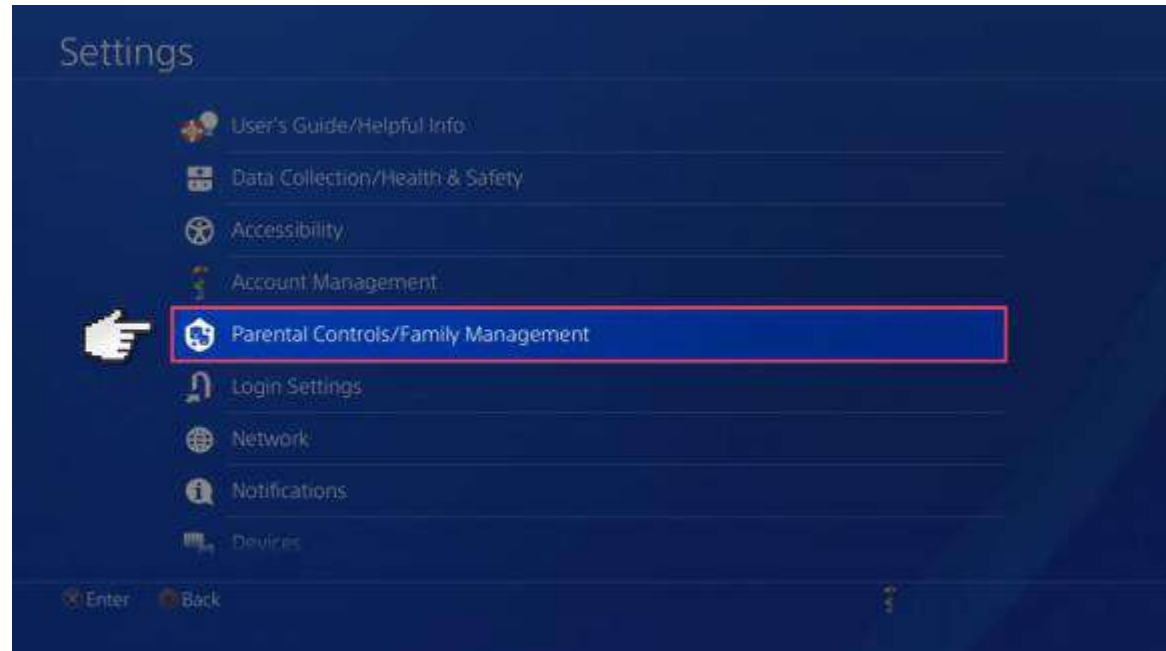 Settings
User's Guide/Helpful Info
Data Collection/Health & Safety
Accessibility
Account Management
Parental Controls/Family Management
Login Settings
Network
Notifications
Devices
Enter Back